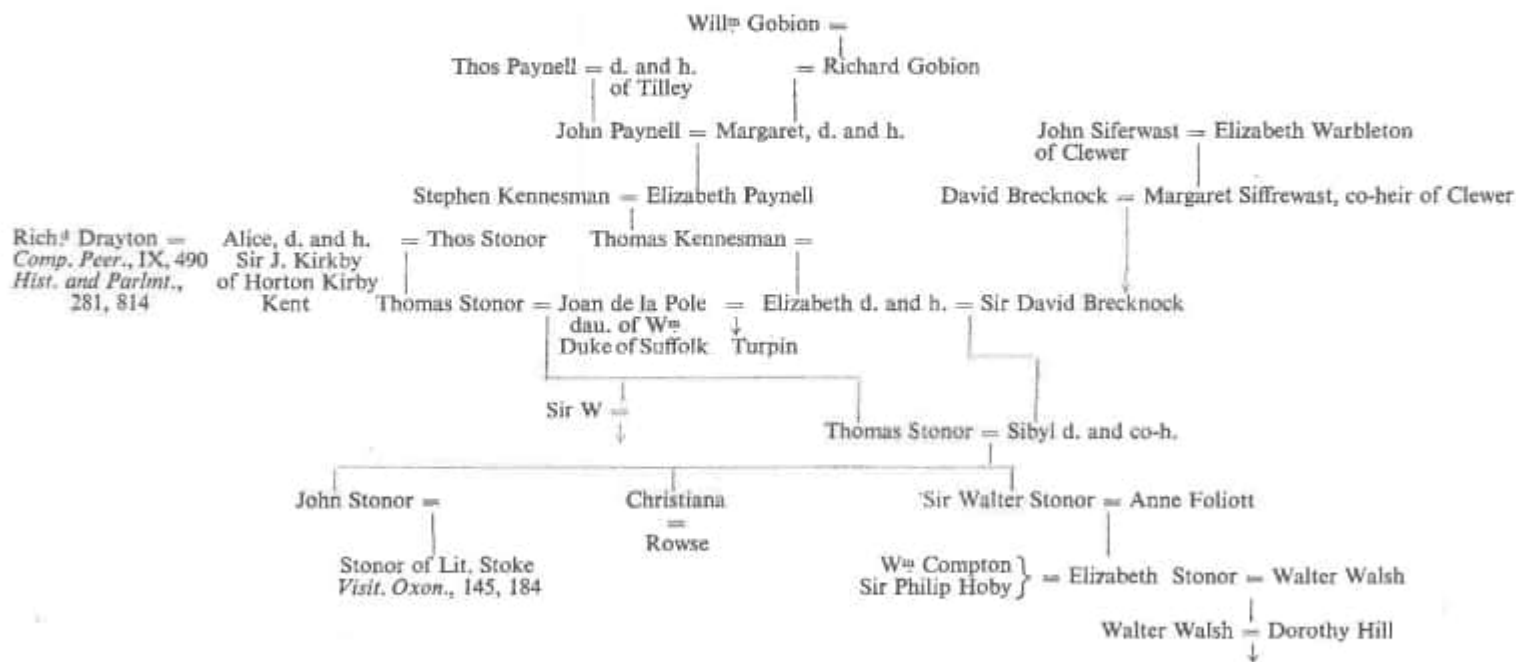 Willᵐ Gobion =
Thos Paynell = d. and h. = Richard Gobion
of Tilley
John Paynell = Margaret, d. and h. John Siferwast = Elizabeth Warbleton
of Clewer
Stephen Kennesman = Elizabeth Paynell David Brecknock = Margaret Siffrewast, co-heir of Clewer
Rich.ᵈ Drayton = Alice, d. and h. = Thos Stonor Thomas Kennesman =
Comp. Peer., IX, 490 Sir J. Kirkby
Hist. and Parlmt., of Horton Kirby
281, 814 Kent Thomas Stonor = Joan de la Pole = Elizabeth d. and h. = Sir David Brecknock
dau. of Wᵐ
Duke of Suffolk Turpin
Sir W =
Thomas Stonor = Sibyl d. and co-h.
John Stonor = Christiana Sir Walter Stonor = Anne Foliott
=
Rowse
Stonor of Lit. Stoke
Visit. Oxon., 145, 184
Wᵐ Compton
Sir Philip Hoby } = Elizabeth Stonor = Walter Walsh
Walter Walsh = Dorothy Hill